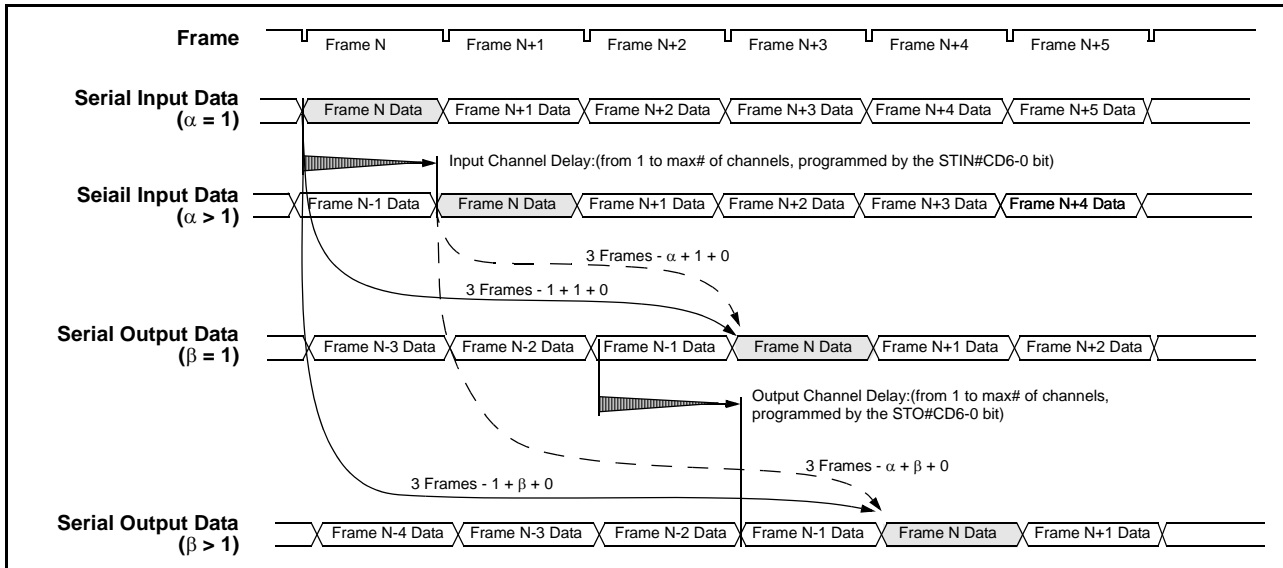 Frame
Frame N Frame N+1 Frame N+2 Frame N+3 Frame N+4 Frame N+5
Serial Input Data
(α = 1)
Frame N Data Frame N+1 Data Frame N+2 Data Frame N+3 Data Frame N+4 Data Frame N+5 Data
Input Channel Delay:(from 1 to max# of channels, programmed by the STIN#CD6-0 bit)
Seiail Input Data
(α > 1)
Frame N-1 Data Frame N Data Frame N+1 Data Frame N+2 Data Frame N+3 Data Frame N+4 Data
3 Frames - α + 1 + 0
3 Frames - 1 + 1 + 0
Serial Output Data
(β = 1)
Frame N-3 Data Frame N-2 Data Frame N-1 Data Frame N Data Frame N+1 Data Frame N+2 Data
Output Channel Delay:(from 1 to max# of channels,
programmed by the STO#CD6-0 bit)
3 Frames - α + β + 0
3 Frames - 1 + β + 0
Serial Output Data
(β > 1)
Frame N-4 Data Frame N-3 Data Frame N-2 Data Frame N-1 Data Frame N Data Frame N+1 Data